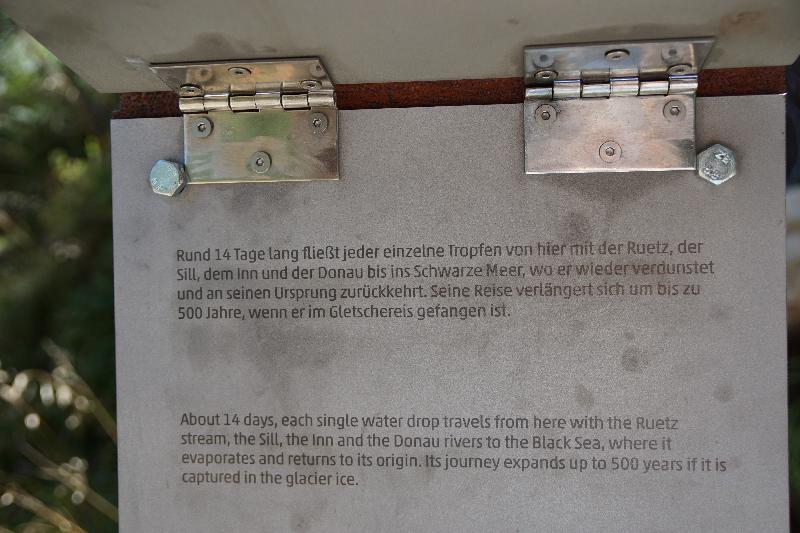 Rund 14 Tage lang fließt jeder einzelne Tropfen von hier mit der Ruetz, der
Sill, dem Inn und der Donau bis ins Schwarze Meer, wo er wieder verdunstet
und an seinen Ursprung zurückkehrt. Seine Reise verlängert sich um bis zu
500 Jahre, wenn er im Gletschereis gefangen ist.
About 14 days, each single water drop travels from here with the Ruetz
stream, the Sill, the Inn and the Donau rivers to the Black Sea, where it
evaporates and returns to its origin. Its journey expands up to 500 years if it is
captured in the glacier ice.